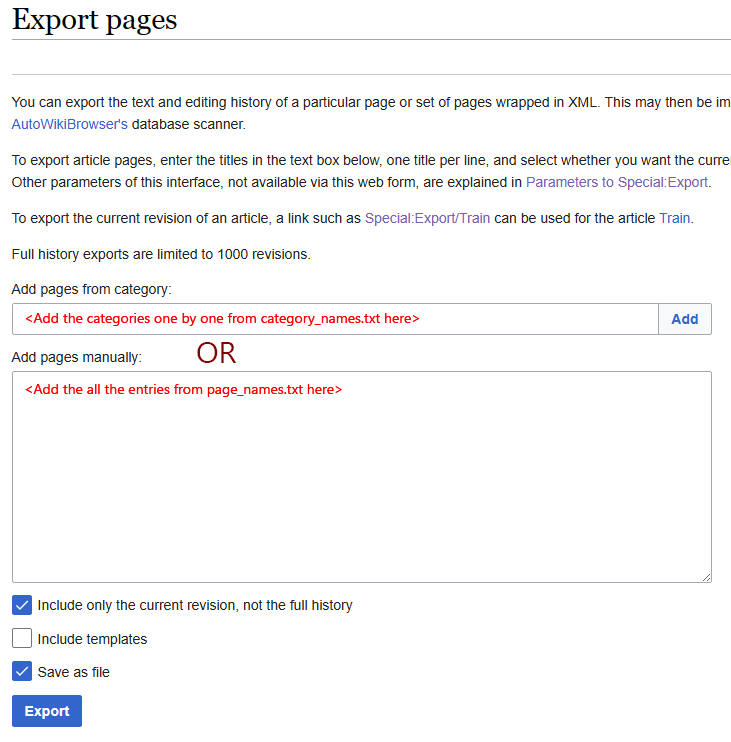 Export pages
You can export the text and editing history of a particular page or set of pages wrapped in XML. This may then be im
AutoWikiBrowser's database scanner.
To export article pages, enter the titles in the text box below, one title per line, and select whether you want the curre
Other parameters of this interface, not available via this web form, are explained in Parameters to Special:Export.
To export the current revision of an article, a link such as Special:Export/Train can be used for the article Train.
Full history exports are limited to 1000 revisions.
Add pages from category:
<Add the categories one by one from category_names.txt here>
Add
Add pages manually:
OR
<Add the all the entries from page_names.txt here>
Include only the current revision, not the full history
Include templates
Save as file
Export